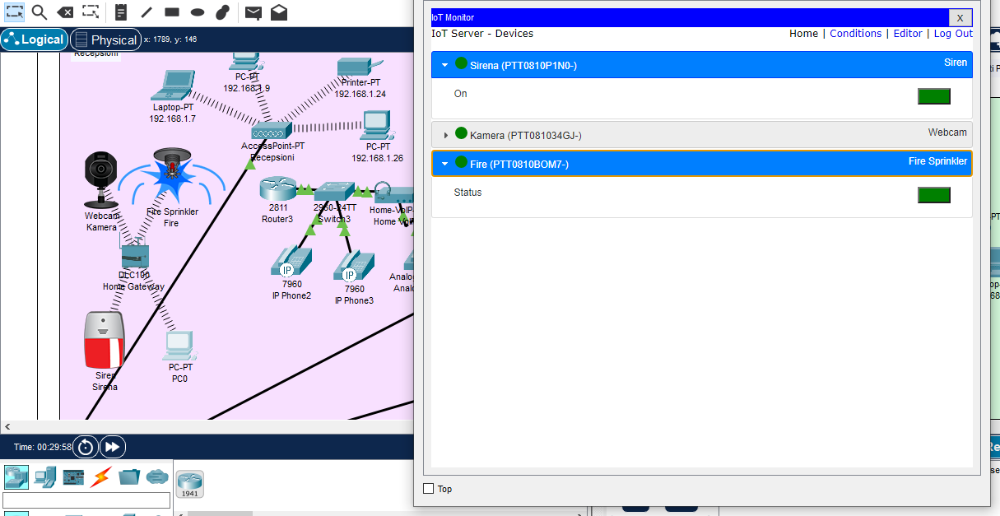 Logical
Physical
x: 1789, y: 146
Recepsioni
PC-PT
192.168.1.9
Printer-PT
192.168.1.24
Laptop-PT
192.168.1.7
AccessPoint-PT
Recepsioni
PC-PT
192.168.1.26
Webcam
Kamera
Fire Sprinkler
Fire
2811
Router3
2960-24TT
Switch3
Home-VoIP-
Home VoIP
DLC100
Home Gateway
IP
7960
IP Phone2
IP
7960
IP Phone3
Analo
Analo
Siren
Sirena
PC-PT
PC0
Time: 00:29:58
1941
IoT Monitor
X
IoT Server - Devices
Home | Conditions | Editor | Log Out
Sirena (PTT0810P1N0-)
Siren
On
Kamera (PTT081034GJ-)
Webcam
Fire (PTT0810BOM7-)
Fire Sprinkler
Status
Top